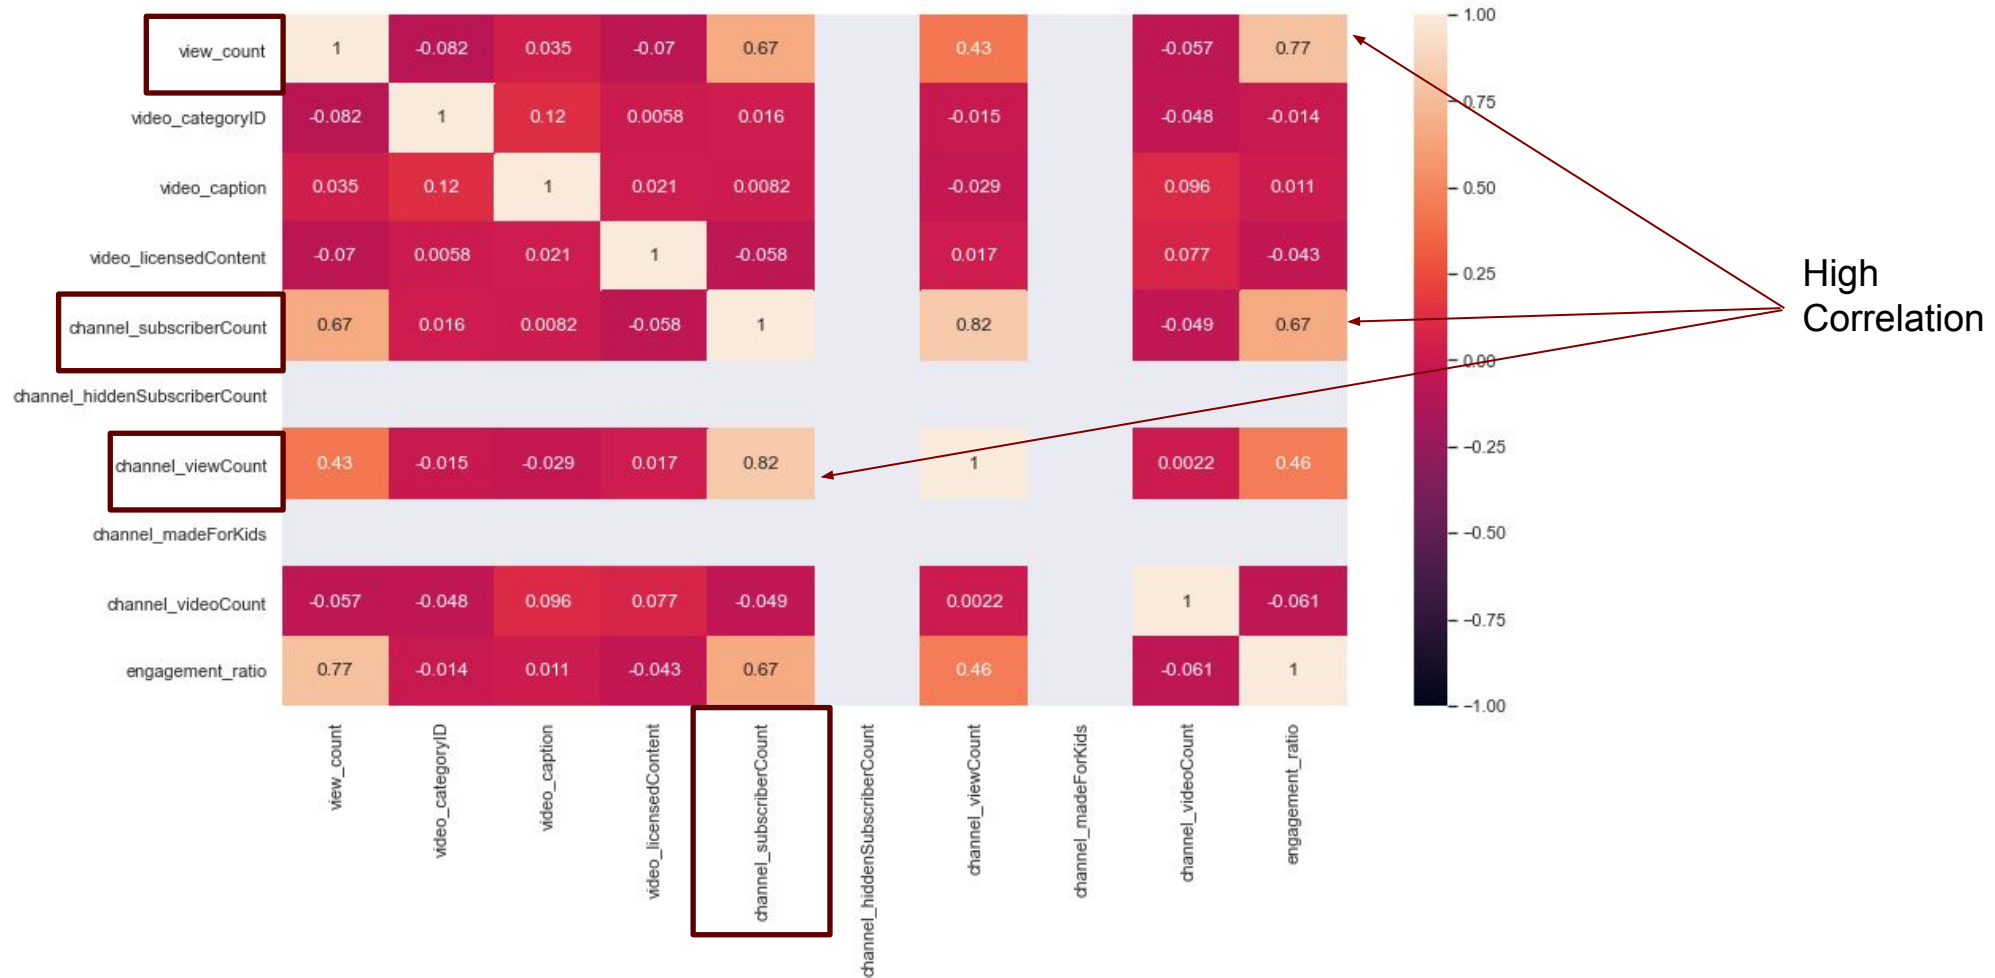 view_count 1 -0.082 0.035 -0.07 0.67 0.43 -0.057 0.77
video_categoryID -0.082 1 0.12 0.0058 0.016 -0.015 -0.048 -0.014
video_caption 0.035 0.12 1 0.021 0.0082 -0.029 0.096 0.011
video_licensedContent -0.07 0.0058 0.021 1 -0.058 0.017 0.077 -0.043
channel_subscriberCount 0.67 0.016 0.0082 -0.058 1 0.82 -0.049 0.67
channel_hiddenSubscriberCount
channel_viewCount 0.43 -0.015 -0.029 0.017 0.82 1 0.0022 0.46
channel_madeForKids
channel_videoCount -0.057 -0.048 0.096 0.077 -0.049 0.0022 1 -0.061
engagement_ratio 0.77 -0.014 0.011 -0.043 0.67 0.46 -0.061 1
view_count
video_categoryID
video_caption
video_licensedContent
channel_subscriberCount
channel_hiddenSubscriberCount
channel_viewCount
channel_madeForKids
channel_videoCount
engagement_ratio
1.00
0.75
0.50
0.25
0.00
−0.25
−0.50
−0.75
−1.00
High
Correlation